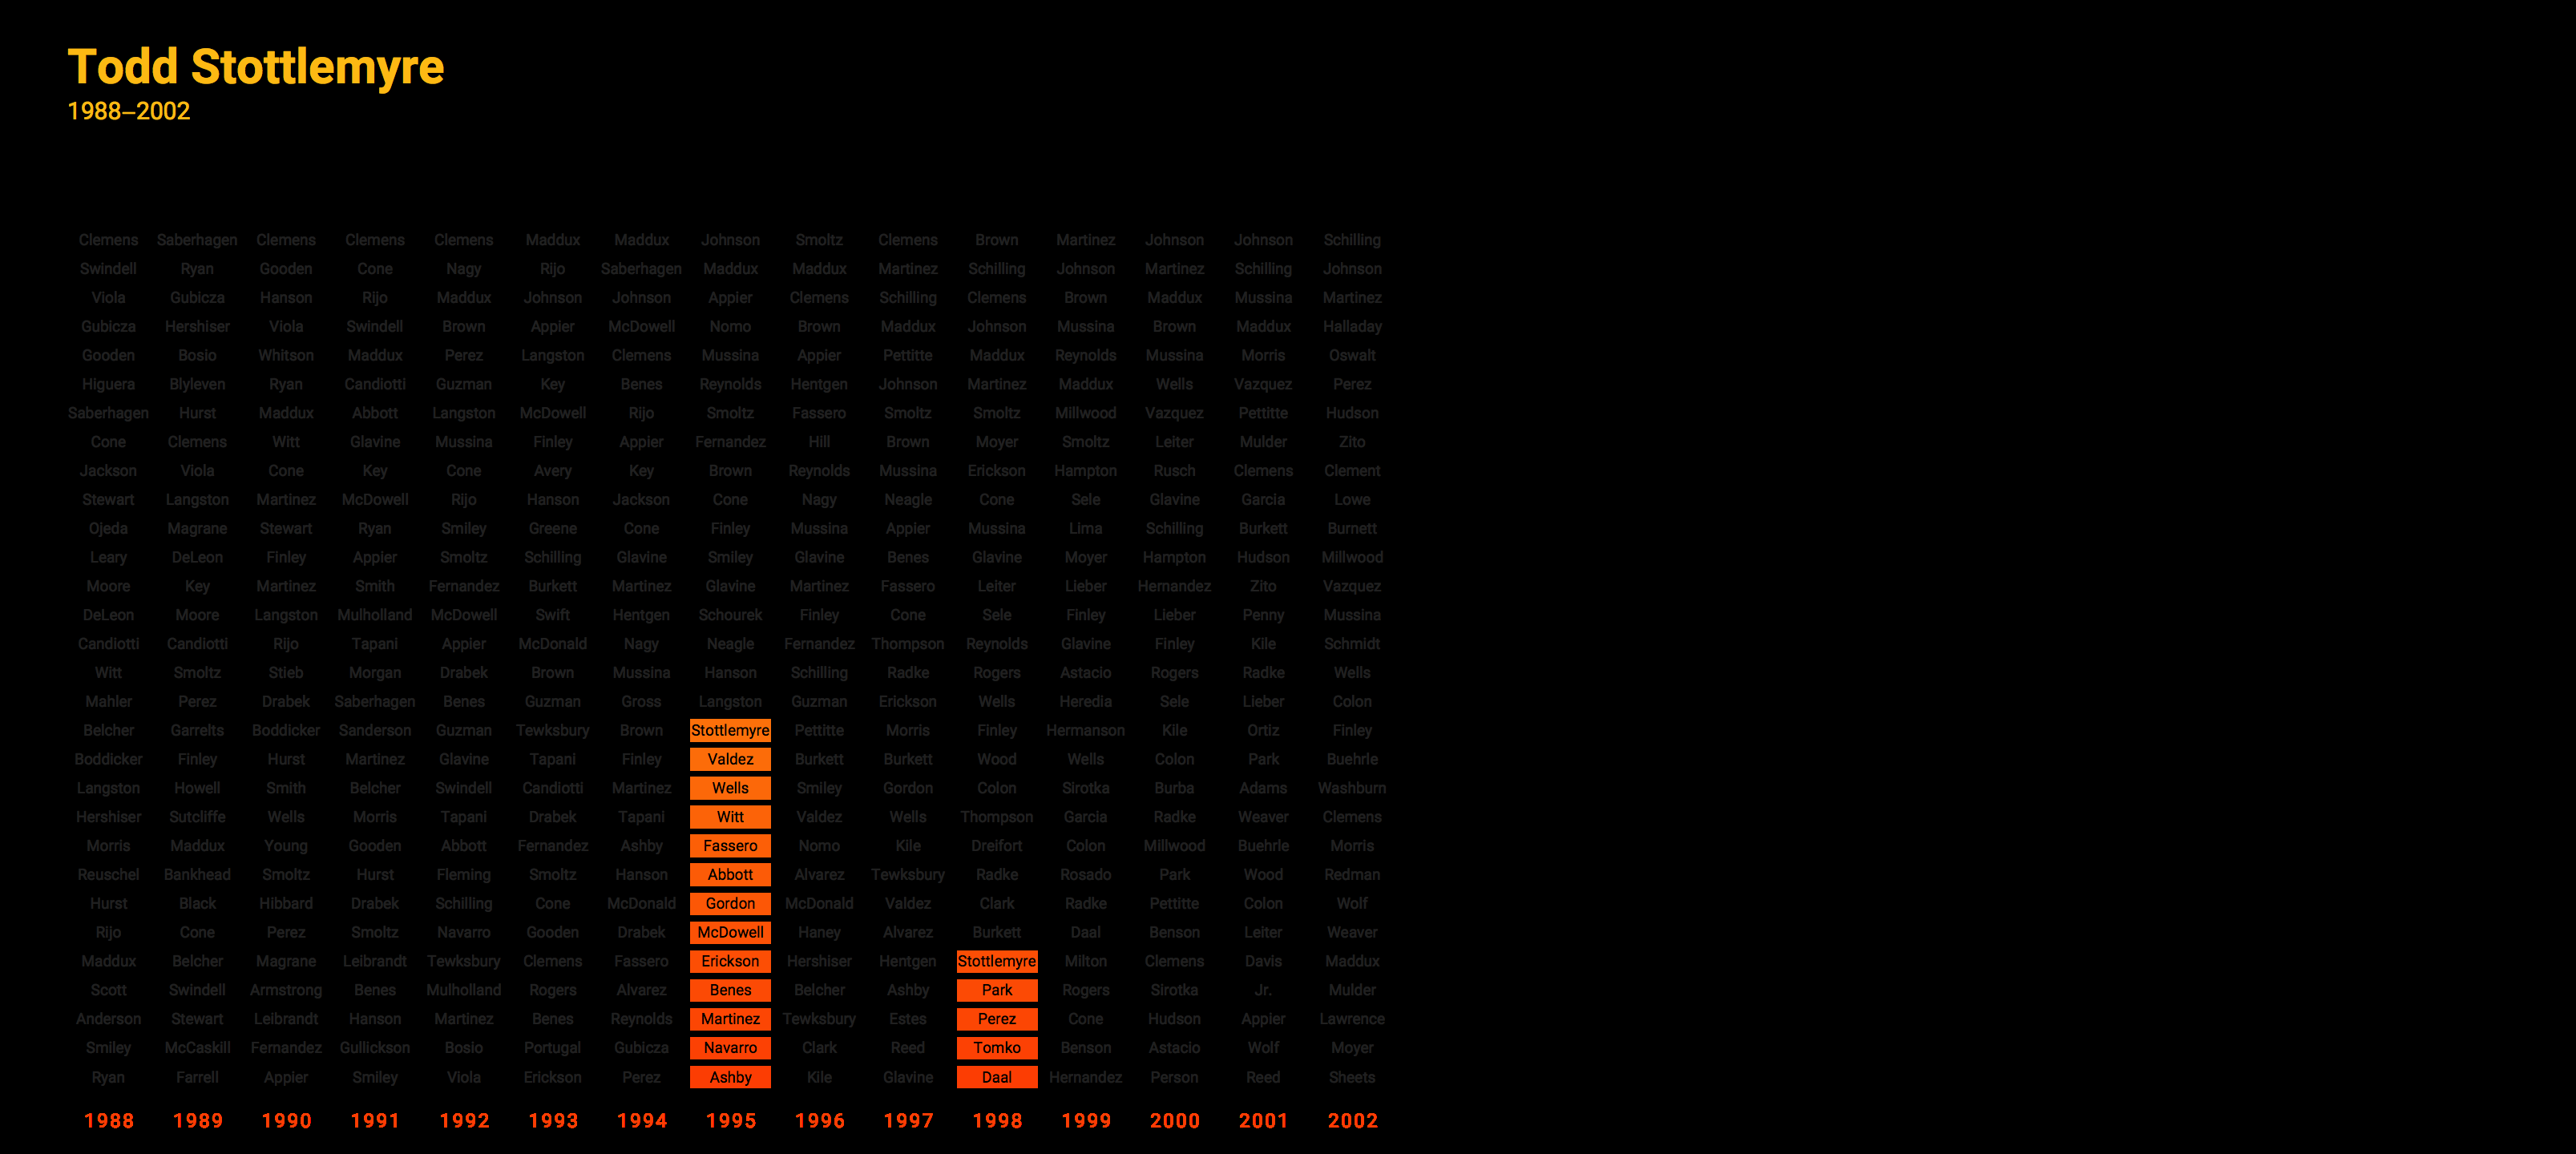 Todd Stottlemyre
1988–2002
Clemens Saberhagen Clemens Clemens Clemens Maddux Maddux Johnson Smoltz Clemens Brown Martinez Johnson Johnson Schilling
Swindell Ryan Gooden Cone Nagy Rijo Saberhagen Maddux Maddux Martinez Schilling Johnson Martinez Schilling Johnson
Viola Gubicza Hanson Rijo Maddux Johnson Johnson Appier Clemens Schilling Clemens Brown Maddux Mussina Martinez
Gubicza Hershiser Viola Swindell Brown Appier McDowell Nomo Brown Maddux Johnson Mussina Brown Maddux Halladay
Gooden Bosio Whitson Maddux Perez Langston Clemens Mussina Appier Pettitte Maddux Reynolds Mussina Morris Oswalt
Higuera Blyleven Ryan Candiotti Guzman Key Benes Reynolds Hentgen Johnson Martinez Maddux Wells Vazquez Perez
Saberhagen Hurst Maddux Abbott Langston McDowell Rijo Smoltz Fassero Smoltz Smoltz Millwood Vazquez Pettitte Hudson
Cone Clemens Witt Glavine Mussina Finley Appier Fernandez Hill Brown Moyer Smoltz Leiter Mulder Zito
Jackson Viola Cone Key Cone Avery Key Brown Reynolds Mussina Erickson Hampton Rusch Clemens Clement
Stewart Langston Martinez McDowell Rijo Hanson Jackson Cone Nagy Neagle Cone Sele Glavine Garcia Lowe
Ojeda Magrane Stewart Ryan Smiley Greene Cone Finley Mussina Appier Mussina Lima Schilling Burkett Burnett
Leary DeLeon Finley Appier Smoltz Schilling Glavine Smiley Glavine Benes Glavine Moyer Hampton Hudson Millwood
Moore Key Martinez Smith Fernandez Burkett Martinez Glavine Martinez Fassero Leiter Lieber Hernandez Zito Vazquez
DeLeon Moore Langston Mulholland McDowell Swift Hentgen Schourek Finley Cone Sele Finley Lieber Penny Mussina
Candiotti Candiotti Rijo Tapani Appier McDonald Nagy Neagle Fernandez Thompson Reynolds Glavine Finley Kile Schmidt
Witt Smoltz Stieb Morgan Drabek Brown Mussina Hanson Schilling Radke Rogers Astacio Rogers Radke Wells
Mahler Perez Drabek Saberhagen Benes Guzman Gross Langston Guzman Erickson Wells Heredia Sele Lieber Colon
Belcher Garrelts Boddicker Sanderson Guzman Tewksbury Brown Stottlemyre Pettitte Morris Finley Hermanson Kile Ortiz Finley
Boddicker Finley Hurst Martinez Glavine Tapani Finley Valdez Burkett Burkett Wood Wells Colon Park Buehrle
Langston Howell Smith Belcher Swindell Candiotti Martinez Wells Smiley Gordon Colon Sirotka Burba Adams Washburn
Hershiser Sutcliffe Wells Morris Tapani Drabek Tapani Witt Valdez Wells Thompson Garcia Radke Weaver Clemens
Morris Maddux Young Gooden Abbott Fernandez Ashby Fassero Nomo Kile Dreifort Colon Millwood Buehrle Morris
Reuschel Bankhead Smoltz Hurst Fleming Smoltz Hanson Abbott Alvarez Tewksbury Radke Rosado Park Wood Redman
Hurst Black Hibbard Drabek Schilling Cone McDonald Gordon McDonald Valdez Clark Radke Pettitte Colon Wolf
Rijo Cone Perez Smoltz Navarro Gooden Drabek McDowell Haney Alvarez Burkett Daal Benson Leiter Weaver
Maddux Belcher Magrane Leibrandt Tewksbury Clemens Fassero Erickson Hershiser Hentgen Stottlemyre Milton Clemens Davis Maddux
Scott Swindell Armstrong Benes Mulholland Rogers Alvarez Benes Belcher Ashby Park Rogers Sirotka Jr. Mulder
Anderson Stewart Leibrandt Hanson Martinez Benes Reynolds Martinez Tewksbury Estes Perez Cone Hudson Appier Lawrence
Smiley McCaskill Fernandez Gullickson Bosio Portugal Gubicza Navarro Clark Reed Tomko Benson Astacio Wolf Moyer
Ryan Farrell Appier Smiley Viola Erickson Perez Ashby Kile Glavine Daal Hernandez Person Reed Sheets
1988 1989 1990 1991 1992 1993 1994 1995 1996 1997 1998 1999 2000 2001 2002